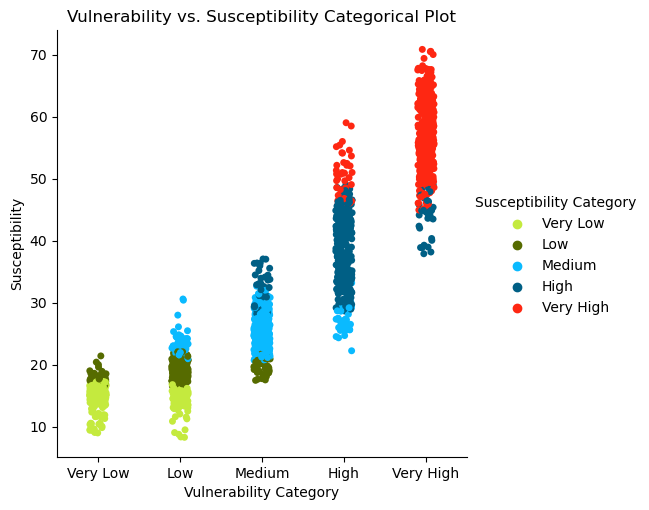 Vulnerability vs. Susceptibility Categorical Plot
70
60
50
40
30
20
10
Susceptibility
Very Low
Low
Medium
High
Very High
Vulnerability Category
Susceptibility Category
Very Low
Low
Medium
High
Very High